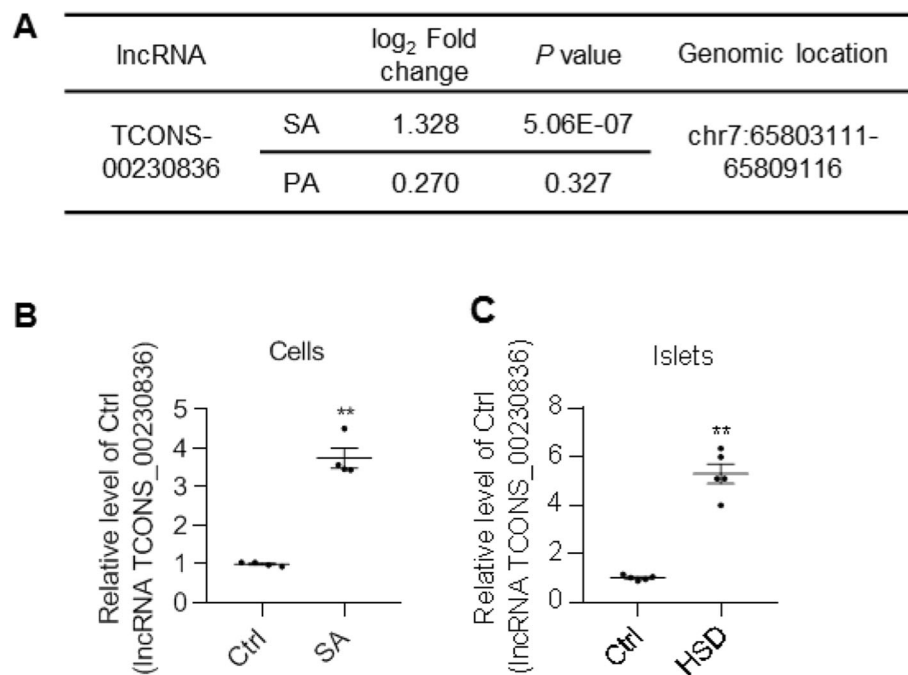 A
lncRNA
log2 Fold
change
P value
Genomic location
TCONS-
00230836
SA
1.328
5.06E-07
chr7:65803111-
65809116
PA
0.270
0.327
B
Cells
Relative level of Ctrl
(lncRNA TCONS_00230836)
5
4
3
2
1
0
**
Ctrl
SA
C
Islets
Relative level of Ctrl
(lncRNA TCONS_00230836)
8
6
4
2
0
**
Ctrl
HSD